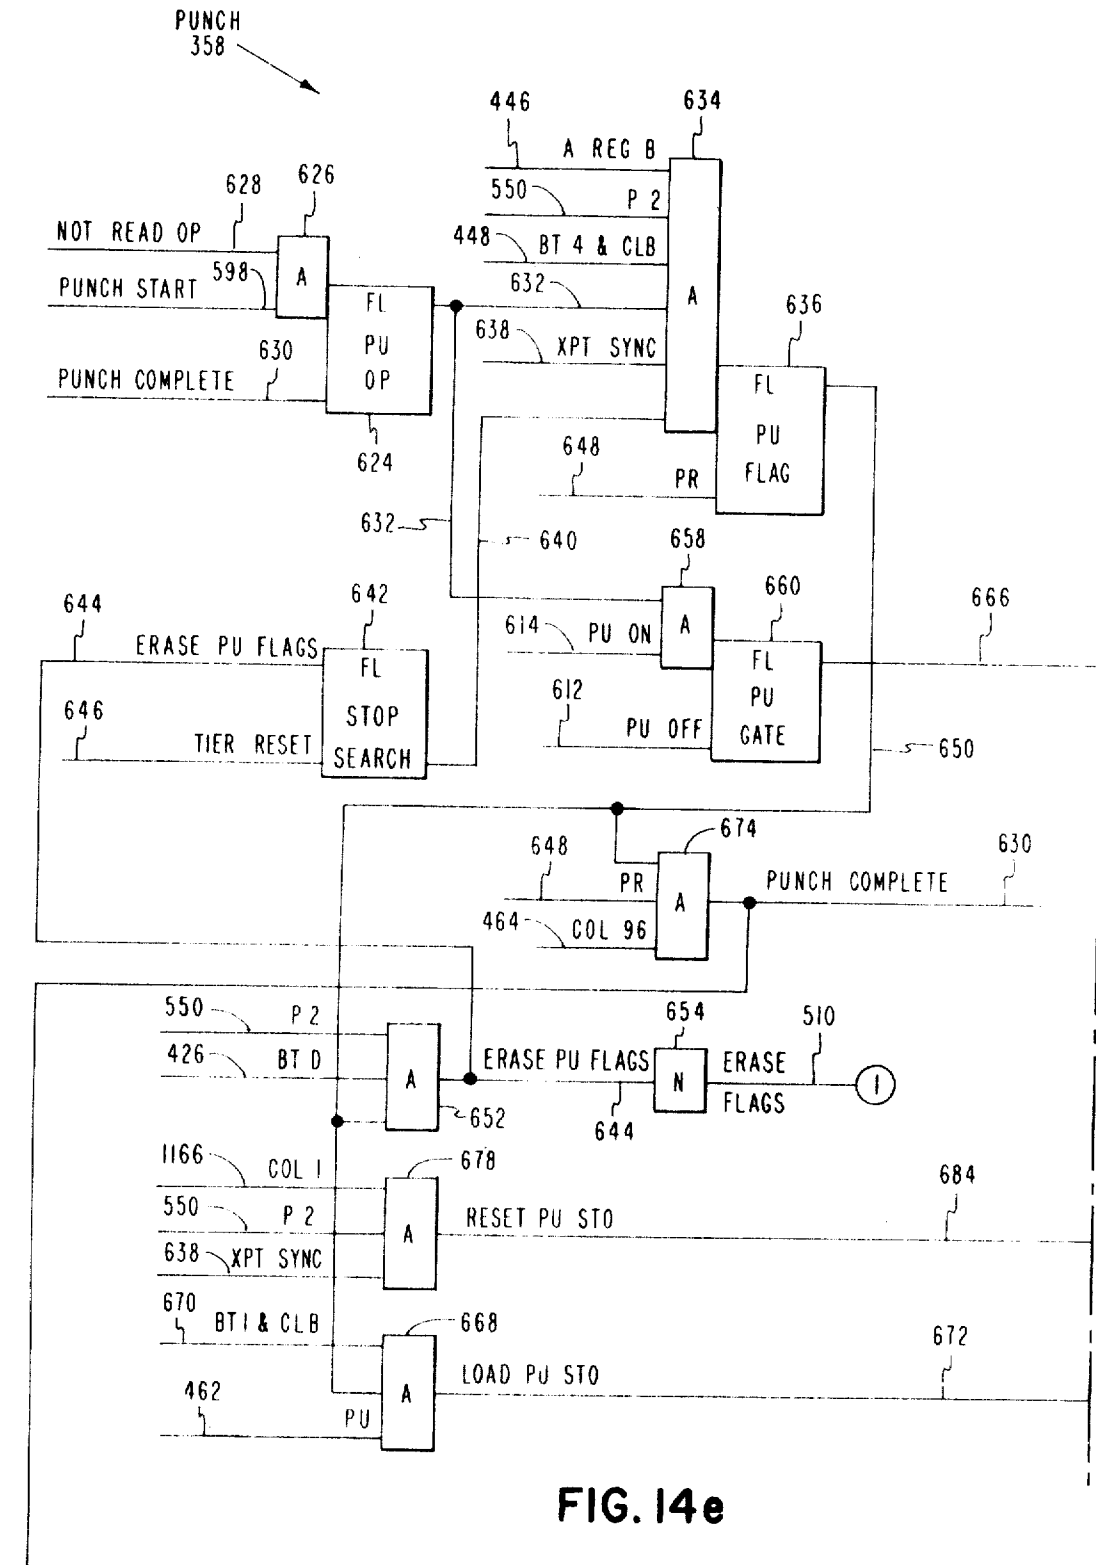 PUNCH
358
446
634
A REG B
628
626
550
P 2
NOT READ OP
448
BT 4 & CLB
598
A
632
A
636
PUNCH START
FL
PU
OP
638
XPT SYNC
630
FL
PU
FLAG
PUNCH COMPLETE
624
648
PR
632
640
658
644
642
660
666
ERASE PU FLAGS
614
PU ON
A
FL
STOP
SEARCH
FL
PU
GATE
646
612
TIER RESET
PU OFF
650
674
648
630
PR
A
PUNCH COMPLETE
464
COL 96
550
P 2
654
510
426
BT D
A
ERASE PU FLAGS
N
ERASE
FLAGS
1
652
644
1166
COL 1
678
684
550
P 2
A
RESET PU STO
638
XPT SYNC
670
BT1 & CLB
668
672
A
LOAD PU STO
462
PU
FIG. 14e